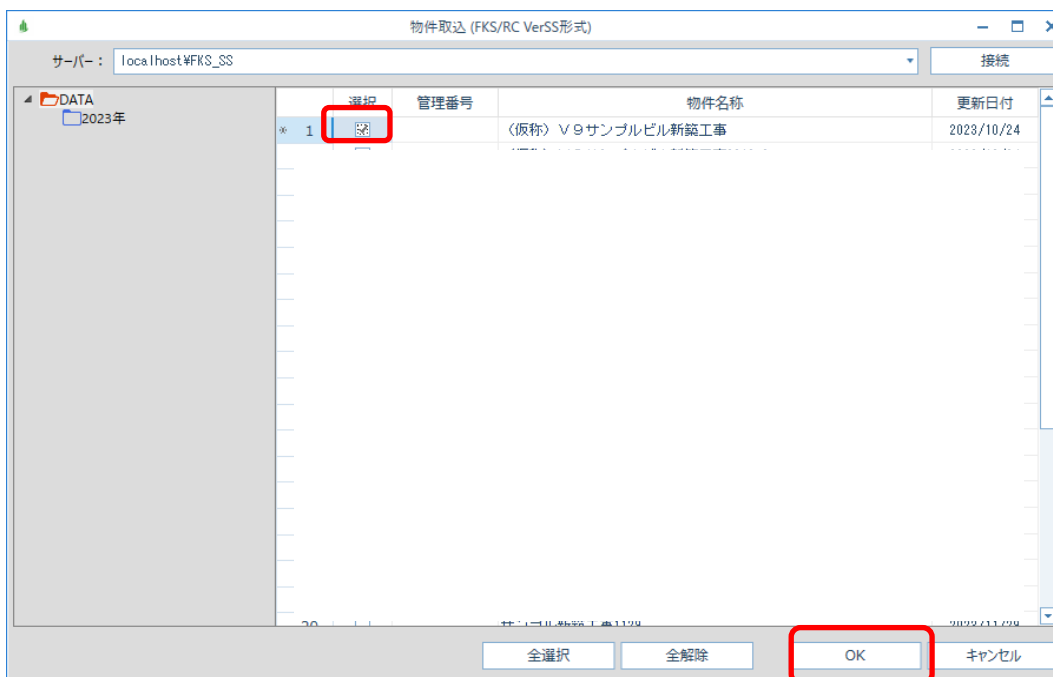 物件取込 (FKS/RC VerSS形式)
サーバー： localhost¥FKS_SS 接続
DATA
2023年
選択 管理番号 物件名称 更新日付
* 1 （仮称）Ｖ９サンプルビル新築工事 2023/10/24
全選択 全解除 OK キャンセル